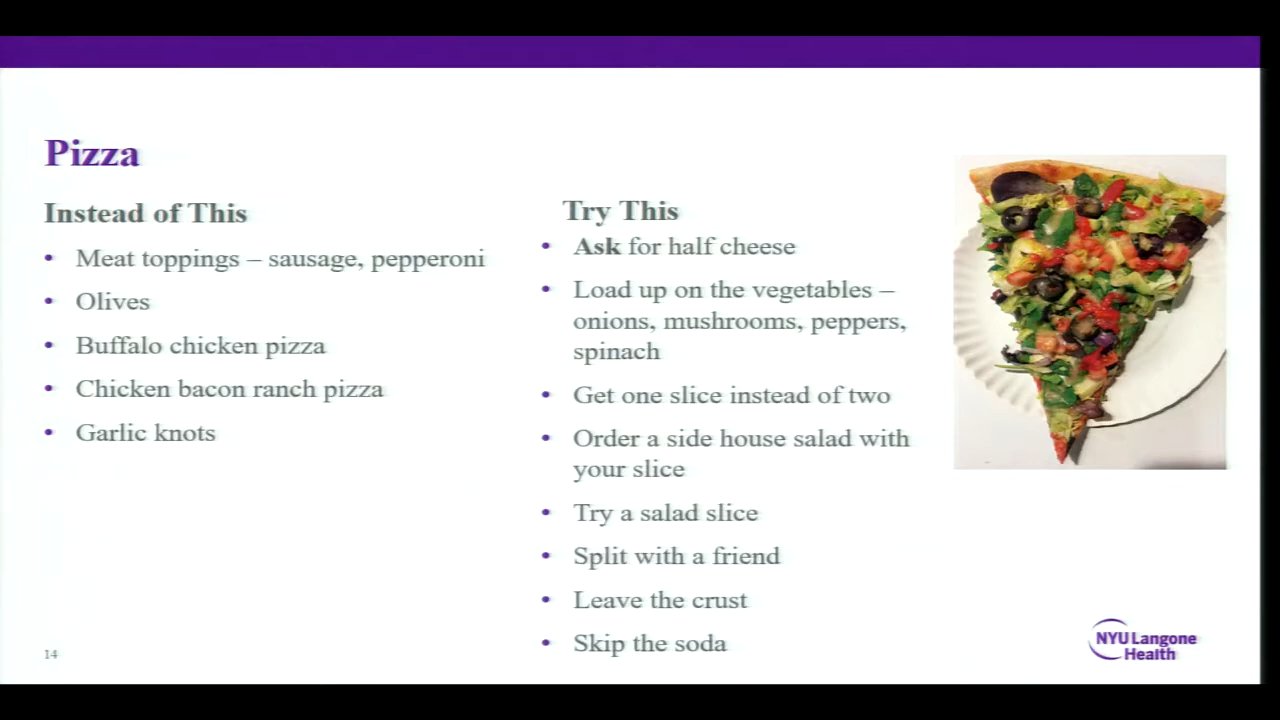 Pizza
Instead of This
• Meat toppings – sausage, pepperoni
• Olives
• Buffalo chicken pizza
• Chicken bacon ranch pizza
• Garlic knots
Try This
• Ask for half cheese
• Load up on the vegetables –
onions, mushrooms, peppers,
spinach
• Get one slice instead of two
• Order a side house salad with
your slice
• Try a salad slice
• Split with a friend
• Leave the crust
• Skip the soda
14
NYU Langone
Health